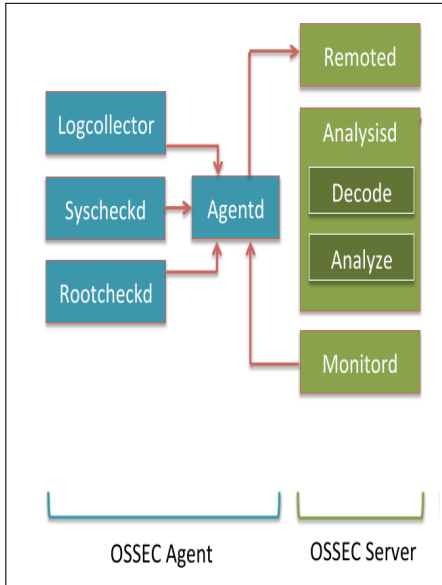 Remoted
Logcollector
Analysisd
Syscheckd
Agentd
Decode
Analyze
Rootcheckd
Monitord
OSSEC Agent
OSSEC Server